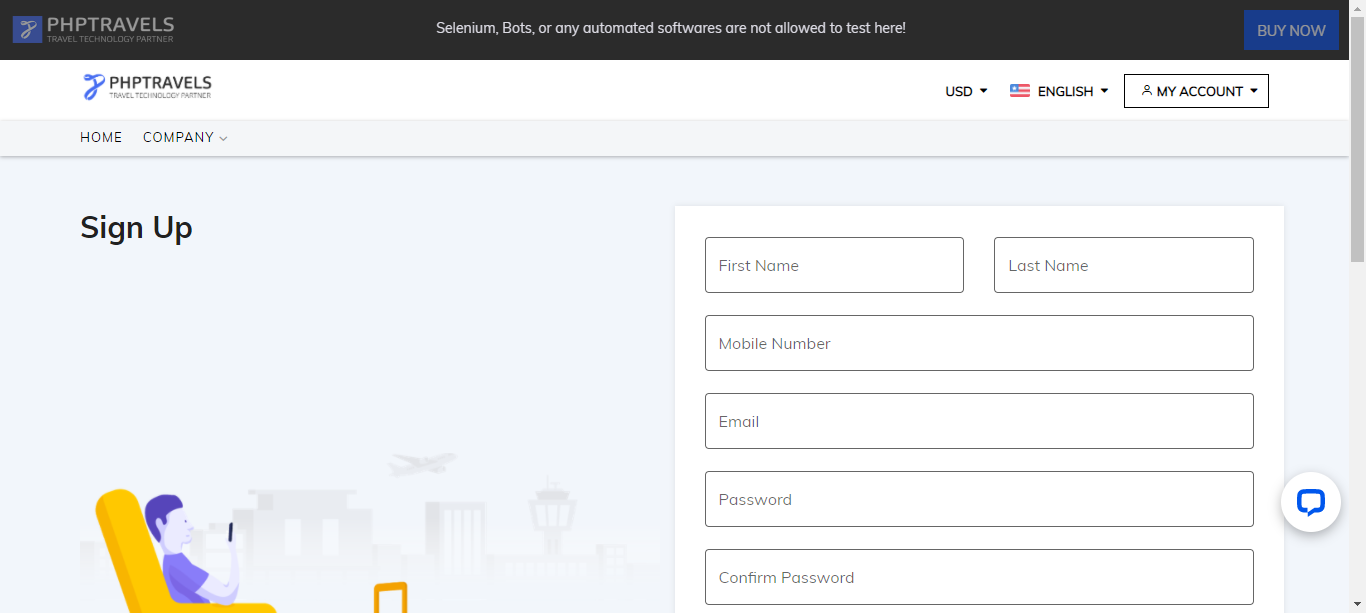 PHPTRAVELS
TRAVEL TECHNOLOGY PARTNER
Selenium, Bots, or any automated softwares are not allowed to test here!
BUY NOW
PHPTRAVELS
TRAVEL TECHNOLOGY PARTNER
USD
ENGLISH
MY ACCOUNT
HOME
COMPANY
Sign Up
First Name
Last Name
Mobile Number
Email
Password
Confirm Password